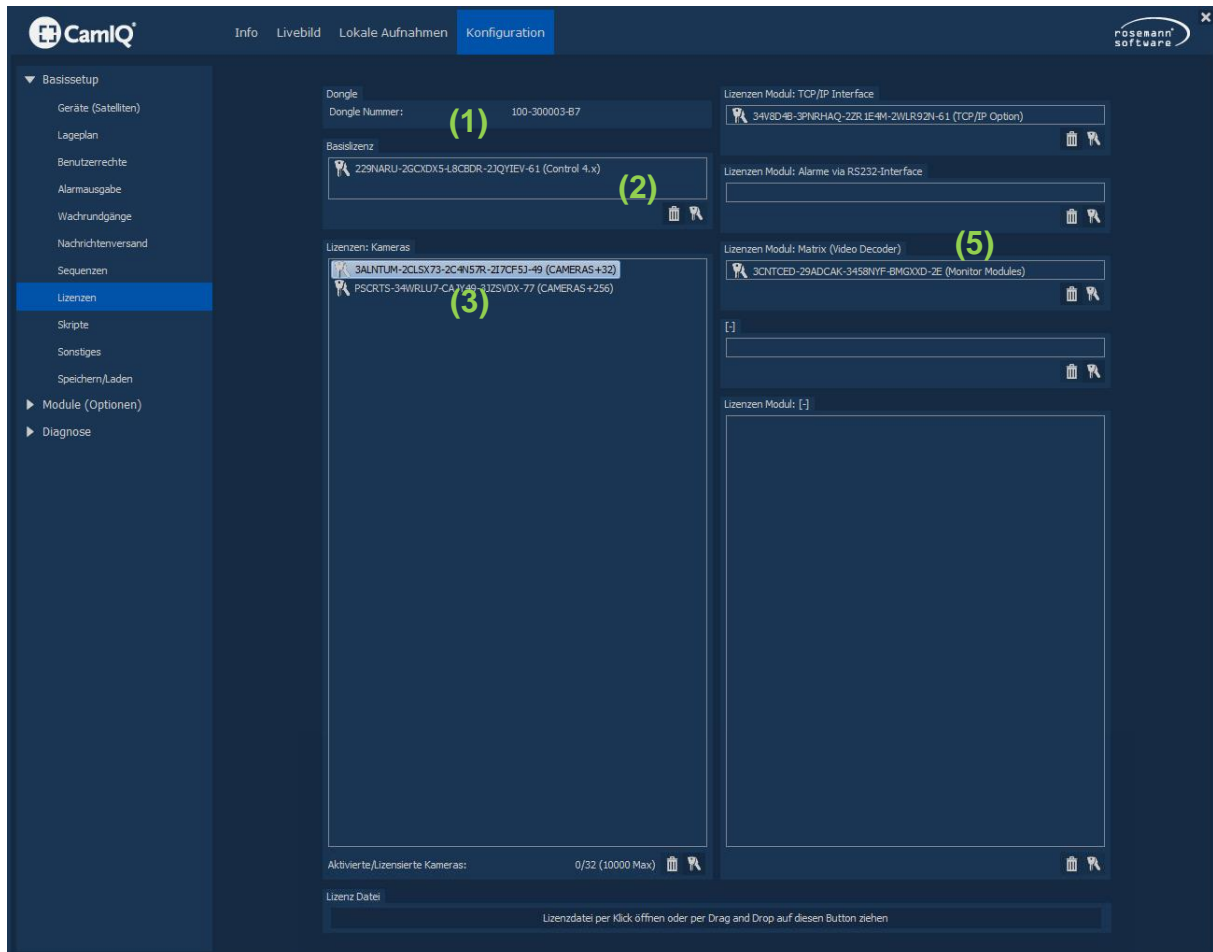 CamIQ
Info Livebild Lokale Aufnahmen Konfiguration
rosemann
software
Basissetup
Geräte (Satelliten)
Lageplan
Benutzerrechte
Alarmausgabe
Wachrundgänge
Nachrichtenversand
Sequenzen
Lizenzen
Skripte
Sonstiges
Speichern/Laden
Module (Optionen)
Diagnose
Dongle
Dongle Nummer: (1) 100-300003-B7
Basislizenz
229NARU-2GCXDX5-L8CBDR-2JQYIEV-61 (Control 4.x)
(2)
Lizenzen: Kameras
3ALNTUM-2CLSX73-2C4N57R-2I7CF5J-49 (CAMERAS+32)
PSCRTS-34WRLU7-CAJY49-3JZSVDX-77 (CAMERAS+256)
(3)
Aktivierte/Lizensierte Kameras: 0/32 (10000 Max)
Lizenzen Modul: TCP/IP Interface
34V8D4B-3PNRHAQ-2ZR1E4M-2WLR92N-61 (TCP/IP Option)
Lizenzen Modul: Alarme via RS232-Interface
Lizenzen Modul: Matrix (Video Decoder) (5)
3CNTCED-29ADCAK-3458NYF-BMGXXD-2E (Monitor Modules)
[-]
Lizenzen Modul: [-]
Lizenz Datei
Lizenzdatei per Klick öffnen oder per Drag and Drop auf diesen Button ziehen